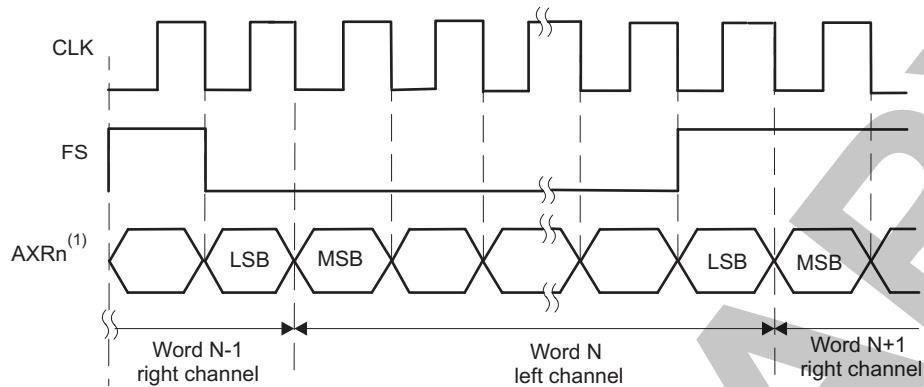 CLK
FS
AXRn(1)
LSB
MSB
LSB
MSB
Word N-1
right channel
Word N
left channel
Word N+1
right channel